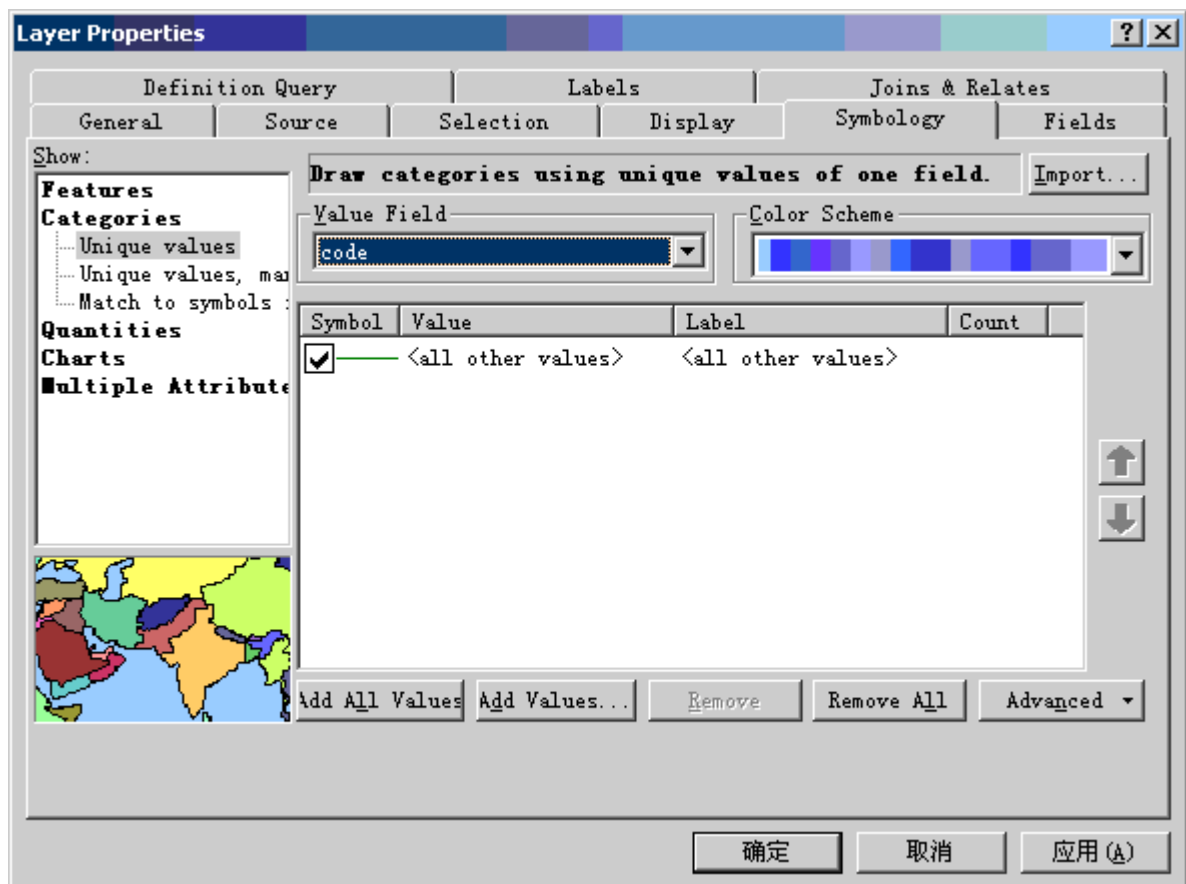 Layer Properties
Definition Query Labels Joins & Relates
General Source Selection Display Symbology Fields
Show:
Features
Categories
Unique values
Unique values, ma
Match to symbols
Quantities
Charts
Multiple Attribute
Draw categories using unique values of one field. Import...
Value Field Color Scheme
code
Symbol Value Label Count
<all other values> <all other values>
Add All Values Add Values... Remove Remove All Advanced
确定 取消 应用(A)